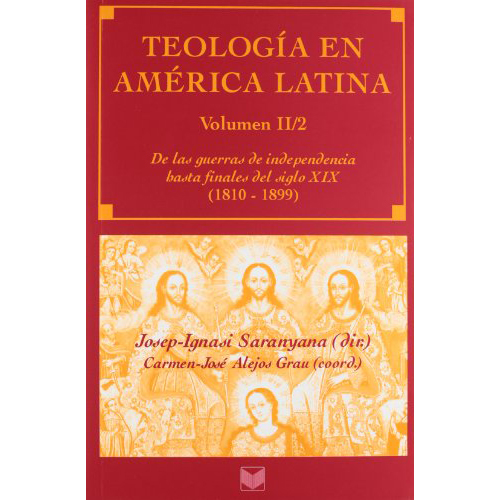 TEOLOGÍA EN
AMÉRICA LATINA
Volumen II/2
De las guerras de independencia
hasta finales del siglo XIX
(1810 - 1899)
Josep-Ignasi Saranyana (dir.)
Carmen-José Alejos Grau (coord.)